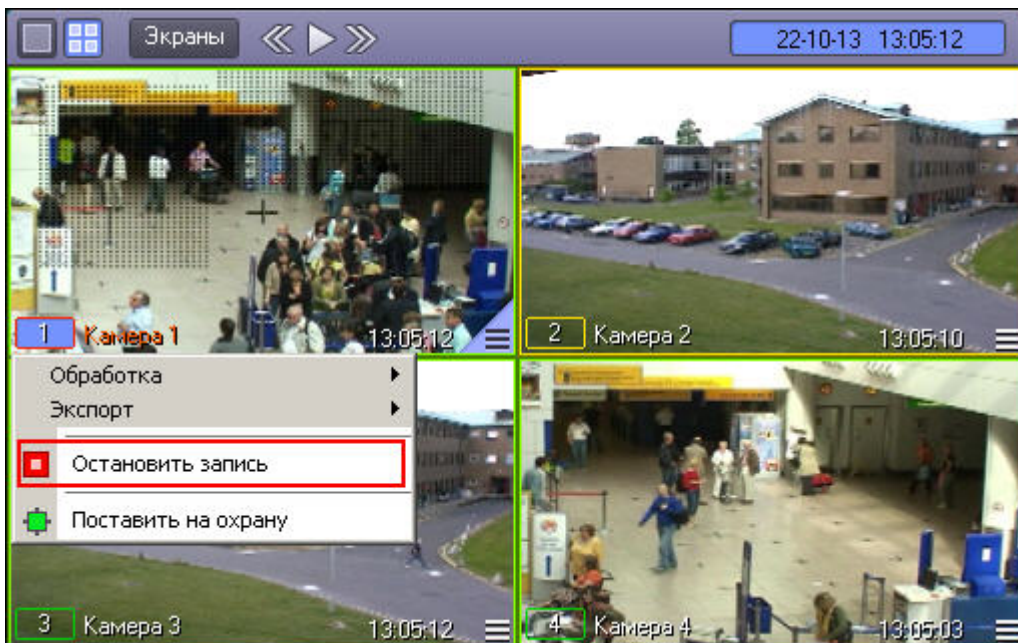 Экраны
22-10-13 13:05:12
1 Камера 1 13:05:12
2 Камера 2 13:05:10
Обработка
Экспорт
Остановить запись
Поставить на охрану
3 Камера 3 13:05:12
4 Камера 4 13:05:03